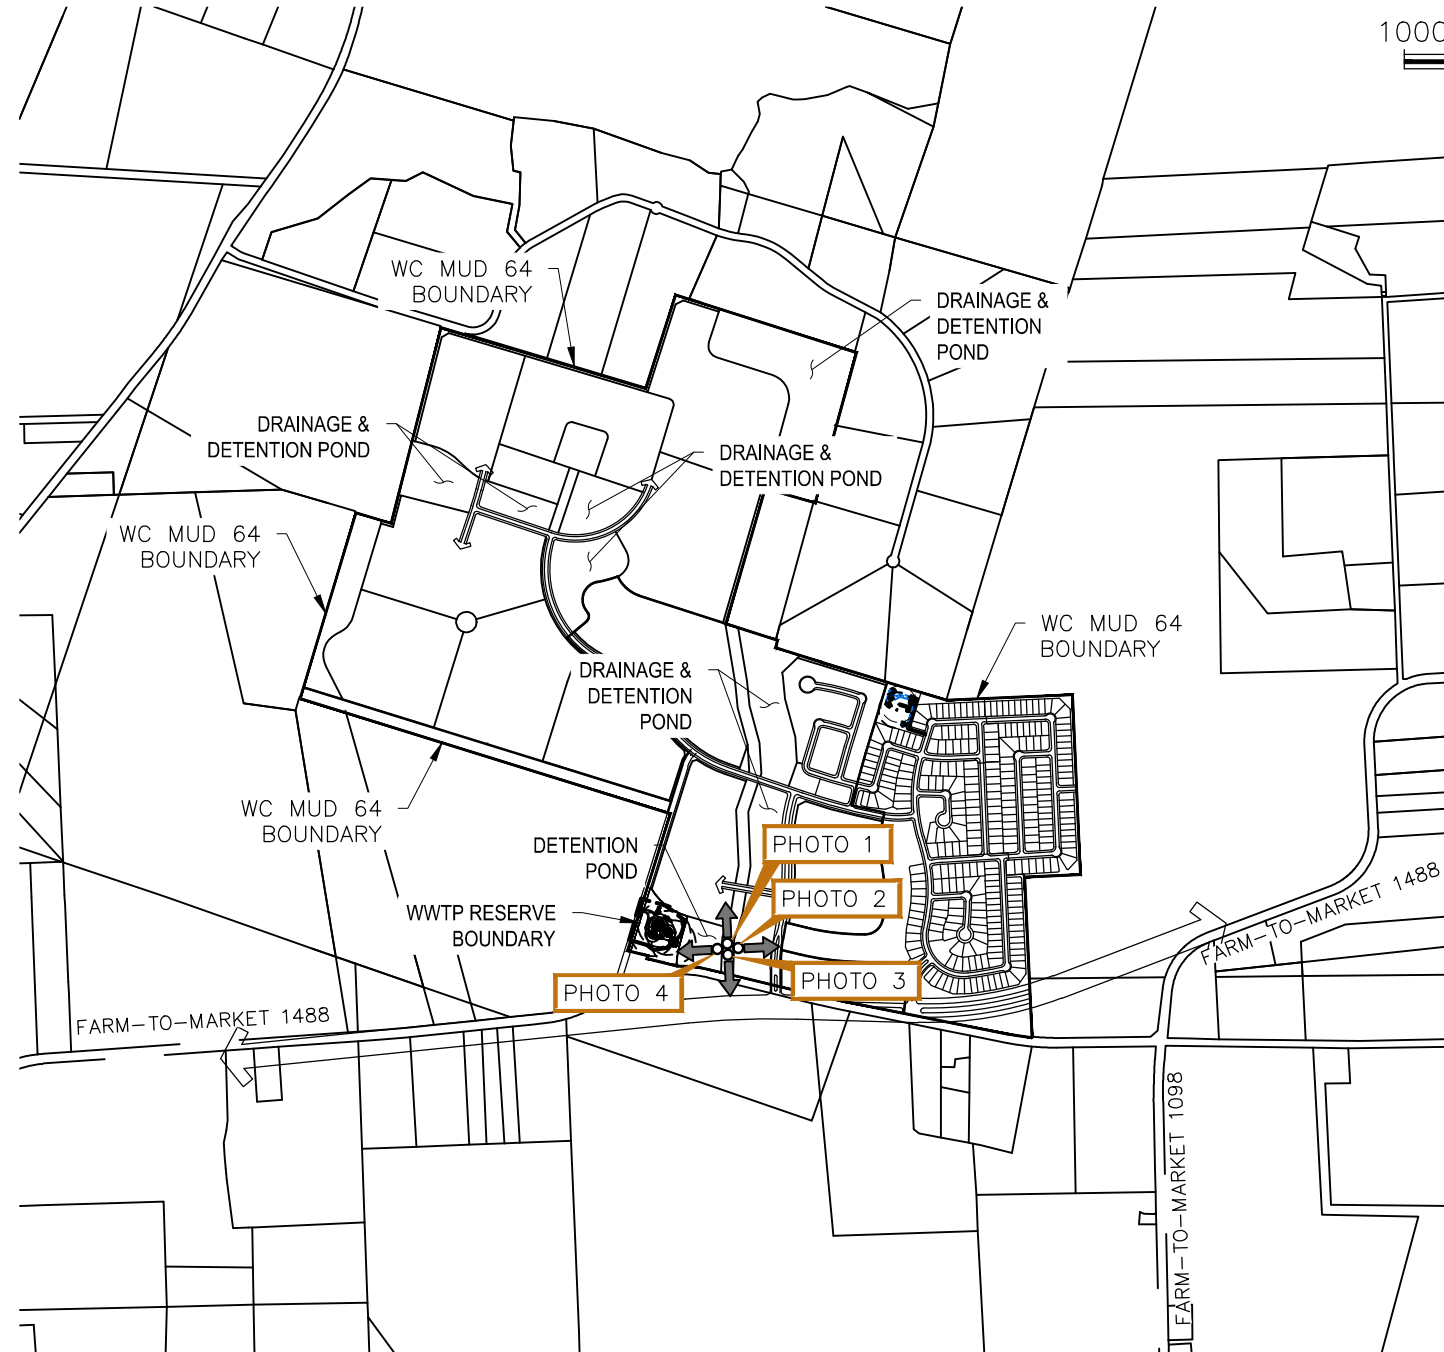 1000
WC MUD 64
BOUNDARY
DRAINAGE &
DETENTION
POND
DRAINAGE &
DETENTION POND
DRAINAGE &
DETENTION POND
WC MUD 64
BOUNDARY
WC MUD 64
BOUNDARY
DRAINAGE &
DETENTION
POND
WC MUD 64
BOUNDARY
DETENTION
POND
PHOTO 1
PHOTO 2
WWTP RESERVE
BOUNDARY
PHOTO 3
PHOTO 4
FARM-TO-MARKET 1488
FARM-TO-MARKET 1488
FARM-TO-MARKET 1098